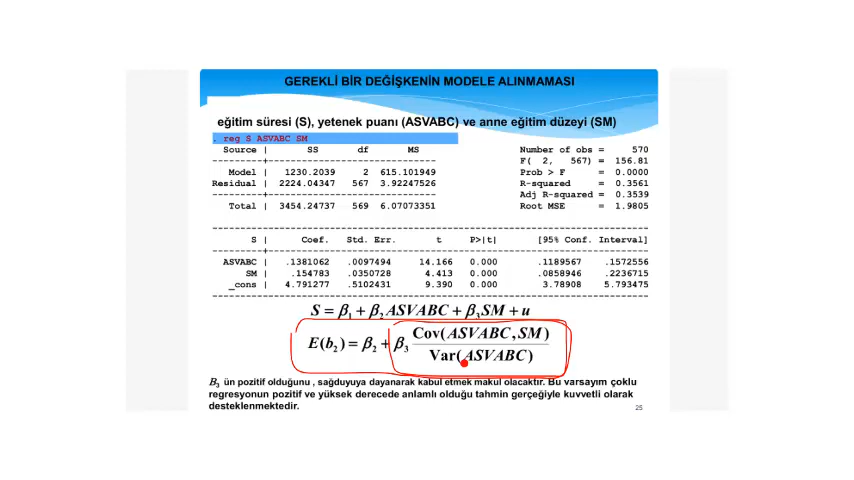 GEREKLİ BİR DEĞİŞKENİN MODELE ALINMAMASI
eğitim süresi (S), yetenek puanı (ASVABC) ve anne eğitim düzeyi (SM)
. reg S ASVABC SM
Source | SS df MS Number of obs = 570
---------+------------------------------ F( 2, 567) = 156.81
Model | 1230.2039 2 615.101949 Prob > F = 0.0000
Residual | 2224.04347 567 3.92247526 R-squared = 0.3561
---------+------------------------------ Adj R-squared = 0.3539
Total | 3454.24737 569 6.07073351 Root MSE = 1.9805
------------------------------------------------------------------------------
S | Coef. Std. Err. t P>|t| [95% Conf. Interval]
---------+--------------------------------------------------------------------
ASVABC | .1381062 .0097494 14.166 0.000 .1189567 .1572556
SM | .154783 .0350728 4.413 0.000 .0858946 .2236715
_cons | 4.791277 .5102431 9.390 0.000 3.78908 5.793475
------------------------------------------------------------------------------
S = β₁ + β₂ ASVABC + β₃SM + u
E(b₂) = β₂ + β₃ Cov(ASVABC, SM) / Var(ASVABC)
B₃ ün pozitif olduğunu , sağduyuya dayanarak kabul etmek makul olacaktır. Bu varsayım çoklu
regresyonun pozitif ve yüksek derecede anlamlı olduğu tahmin gerçeğiyle kuvvetli olarak
desteklenmektedir.
25